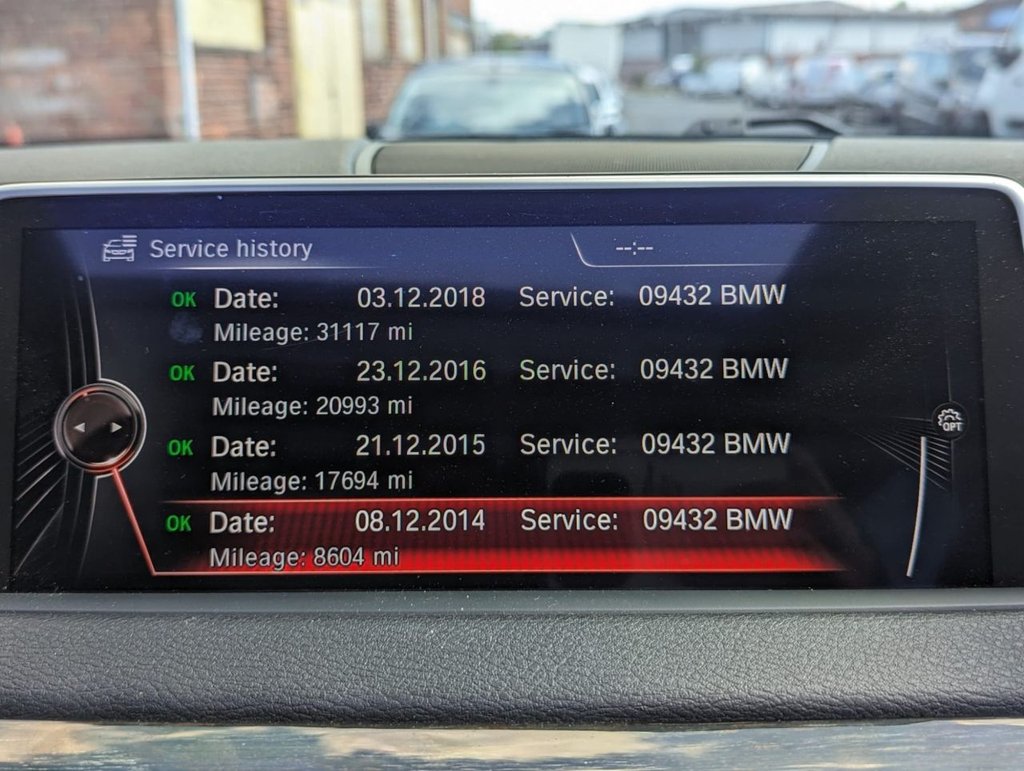 Service history --:--
OK Date: 03.12.2018 Service: 09432 BMW
Mileage: 31117 mi
OK Date: 23.12.2016 Service: 09432 BMW
Mileage: 20993 mi
OK Date: 21.12.2015 Service: 09432 BMW
Mileage: 17694 mi
OK Date: 08.12.2014 Service: 09432 BMW
Mileage: 8604 mi
OPT